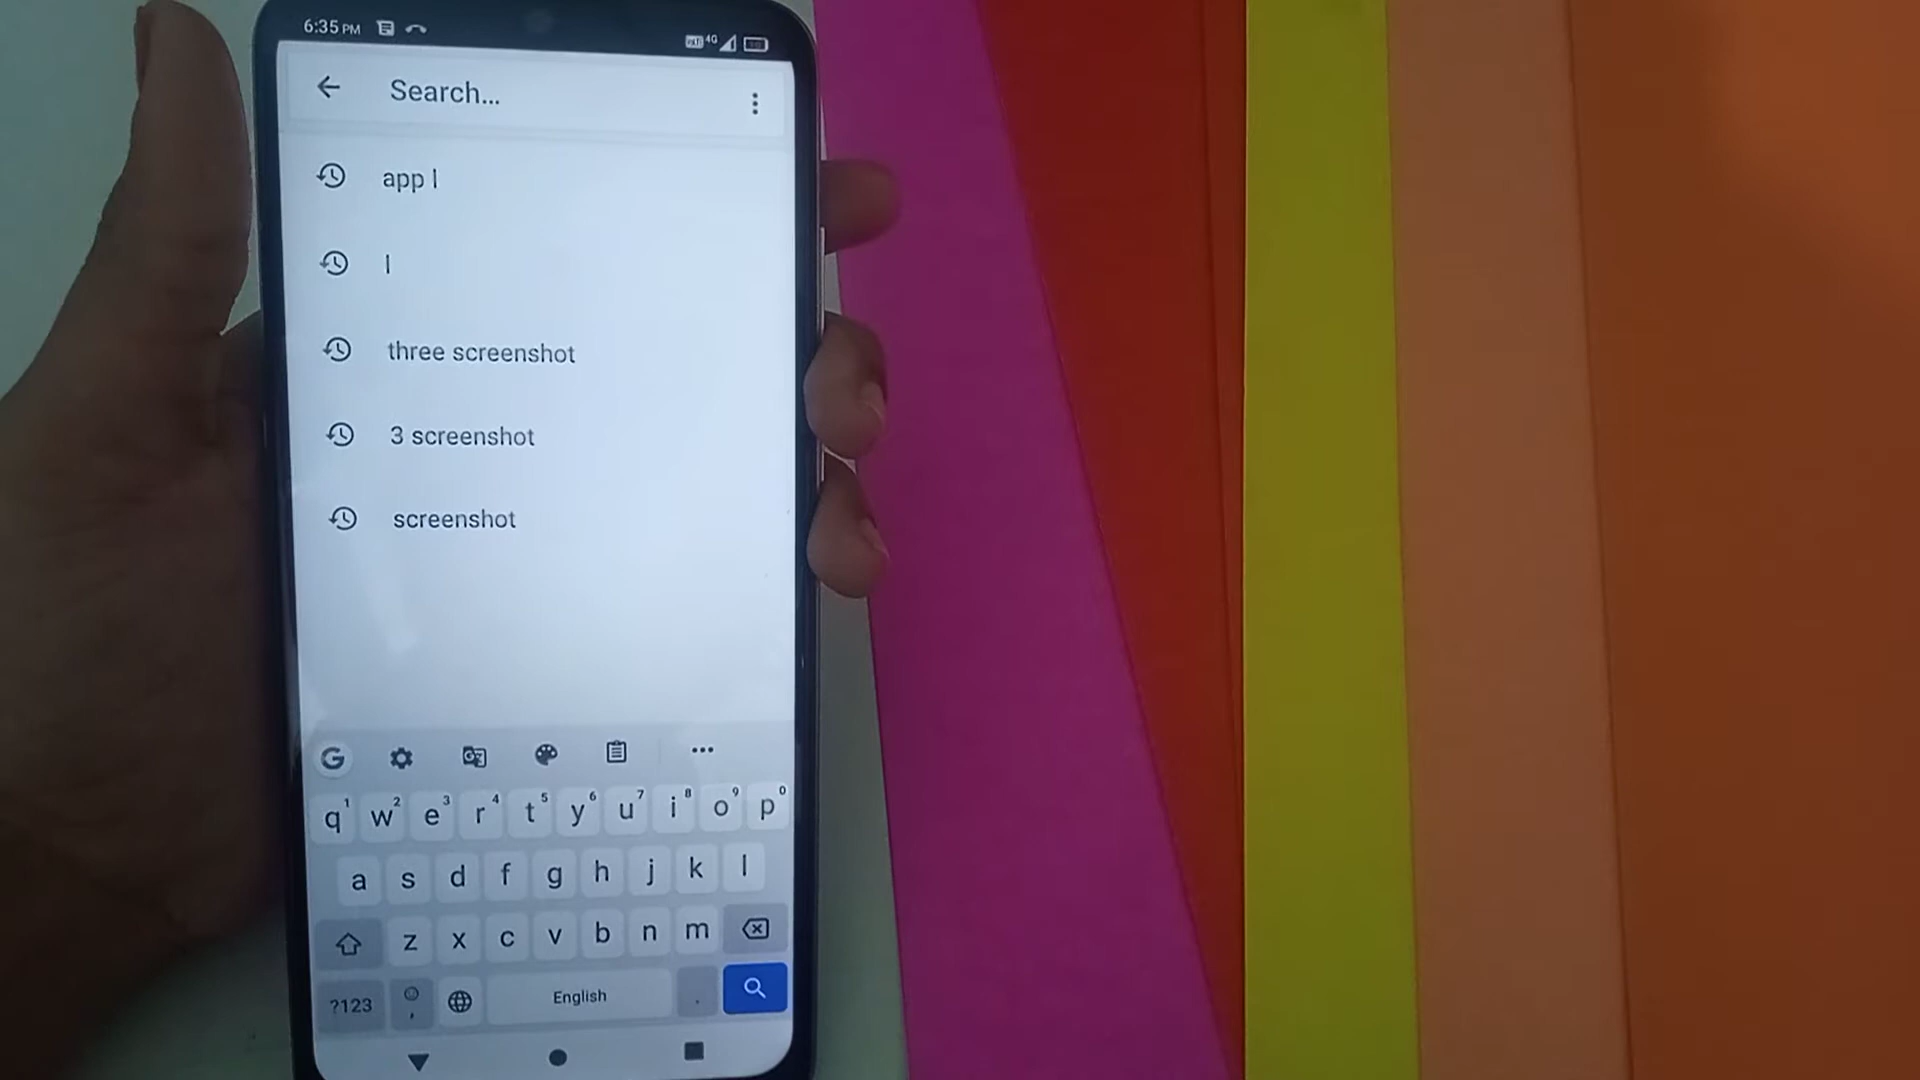 6:35 PM
4G
Search...
app l
l
three screenshot
3 screenshot
screenshot
G
q1 w2 e3 r4 t5 y6 u7 i8 o9 p0
a s d f g h j k l
z x c v b n m
?123 , English .